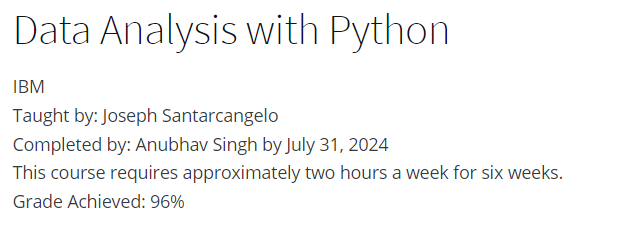 Data Analysis with Python
IBM
Taught by: Joseph Santarcangelo
Completed by: Anubhav Singh by July 31, 2024
This course requires approximately two hours a week for six weeks.
Grade Achieved: 96%